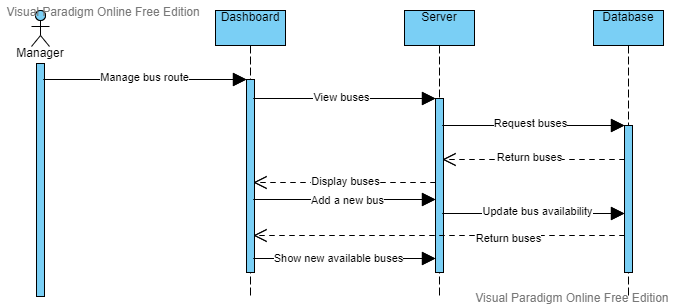 Visual Paradigm Online Free Edition
Dashboard
Server
Database
Manager
Manage bus route
View buses
Request buses
Return buses
Display buses
Add a new bus
Update bus availability
Return buses
Show new available buses
Visual Paradigm Online Free Edition